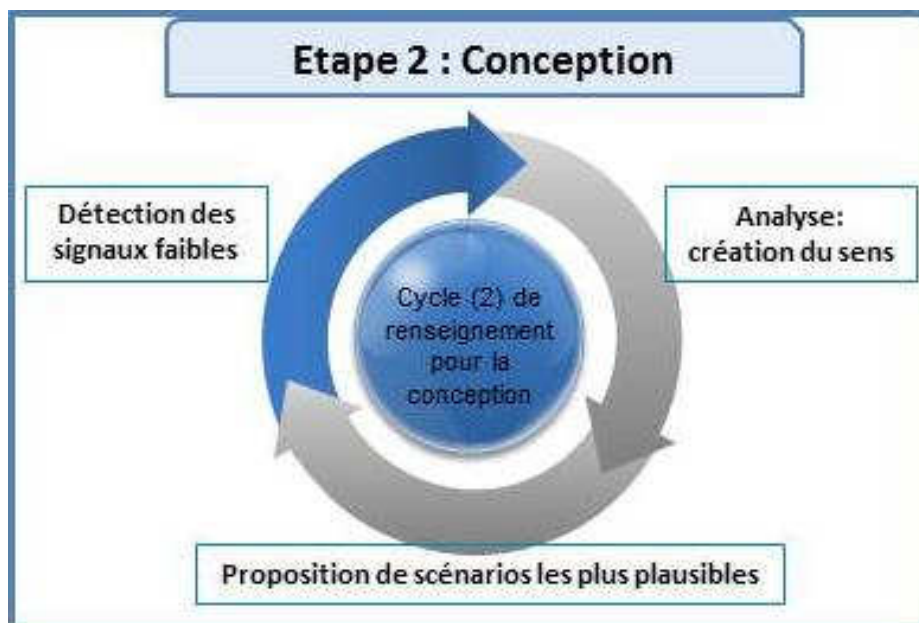 Etape 2 : Conception
Détection des
signaux faibles
Analyse:
création du sens
Cycle (2) de
renseignement
pour la
conception
Proposition de scénarios les plus plausibles